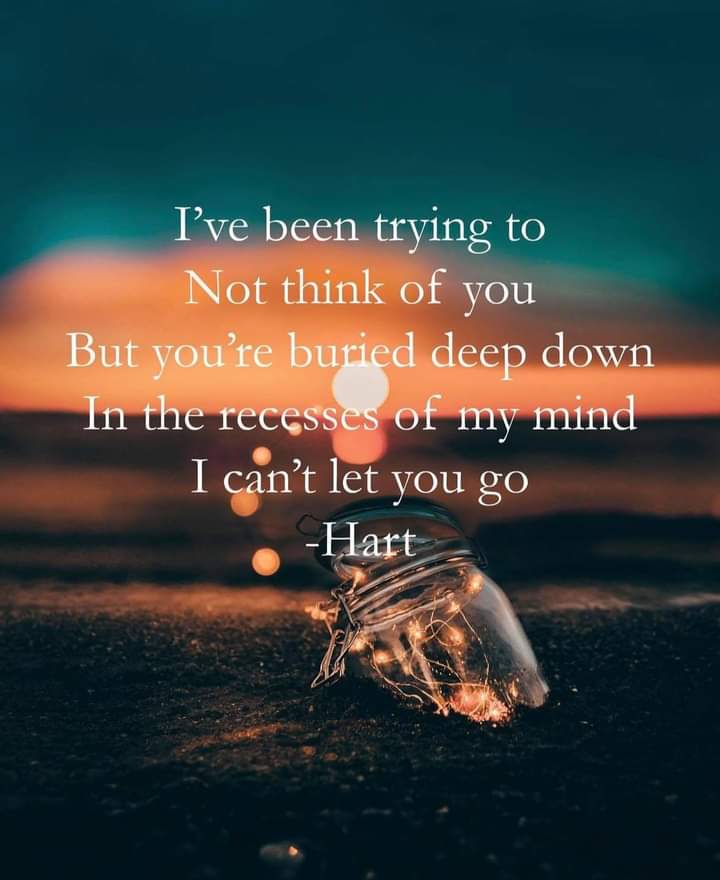 I’ve been trying to
Not think of you
But you’re buried deep down
In the recesses of my mind
I can’t let you go
-Hart